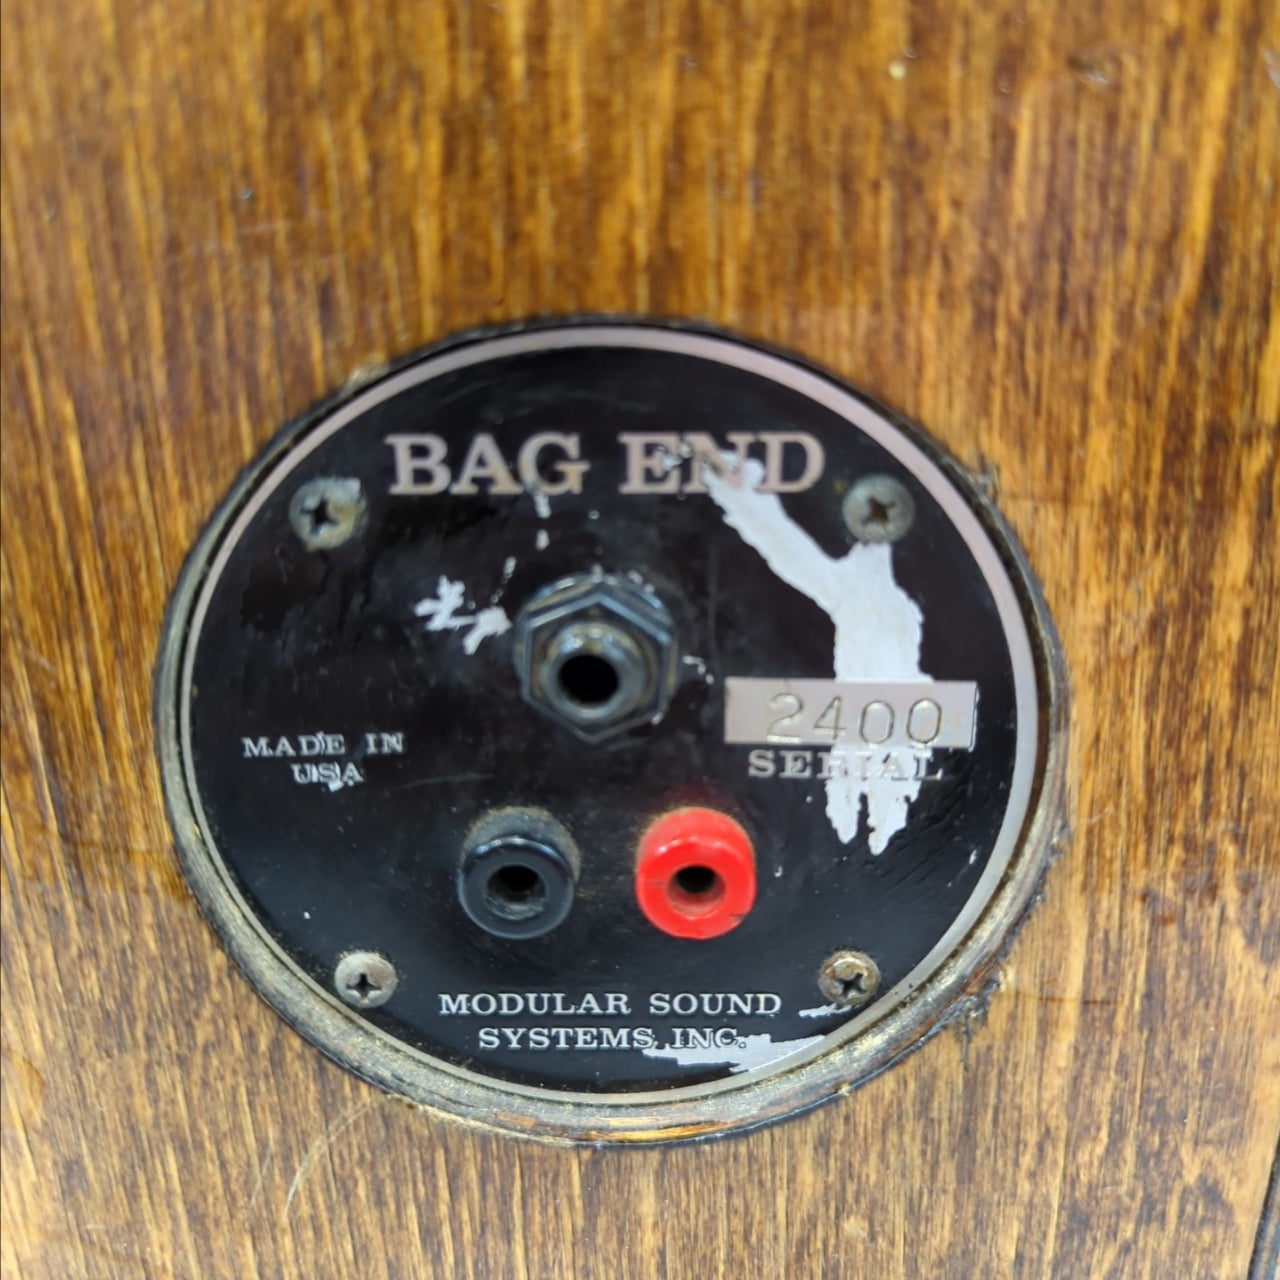 BAG END
2400
SERIAL
MADE IN
USA
MODULAR SOUND
SYSTEMS INC.